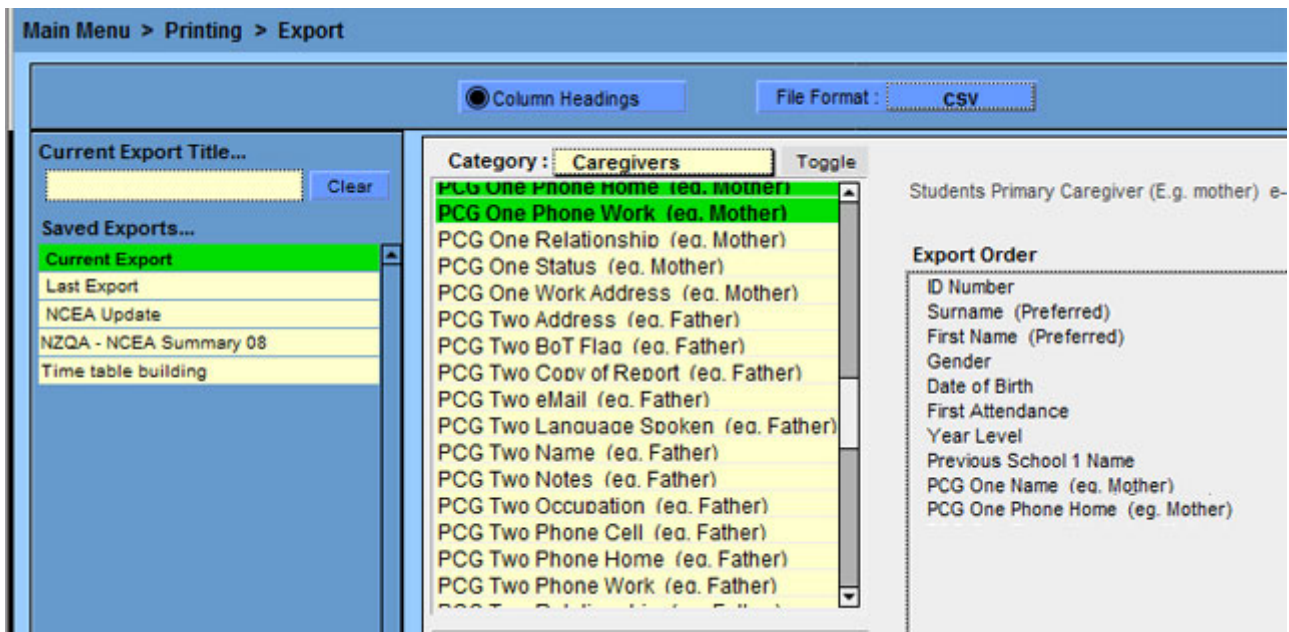 Main Menu > Printing > Export
Column Headings
File Format :
CSV
Current Export Title...
Clear
Saved Exports...
Current Export
Last Export
NCEA Update
NZQA - NCEA Summary 08
Time table building
Category :
Caregivers
Toggle
PCG One Phone Home (eg. Mother)
PCG One Phone Work (eg. Mother)
PCG One Relationship (eg. Mother)
PCG One Status (eg. Mother)
PCG One Work Address (eg. Mother)
PCG Two Address (eg. Father)
PCG Two BoT Flag (eg. Father)
PCG Two Copy of Report (eg. Father)
PCG Two eMail (eg. Father)
PCG Two Language Spoken (eg. Father)
PCG Two Name (eg. Father)
PCG Two Notes (eg. Father)
PCG Two Occupation (eg. Father)
PCG Two Phone Cell (eg. Father)
PCG Two Phone Home (eg. Father)
PCG Two Phone Work (eg. Father)
Students Primary Caregiver (E.g. mother) e-
Export Order
ID Number
Surname (Preferred)
First Name (Preferred)
Gender
Date of Birth
First Attendance
Year Level
Previous School 1 Name
PCG One Name (eg. Mother)
PCG One Phone Home (eg. Mother)